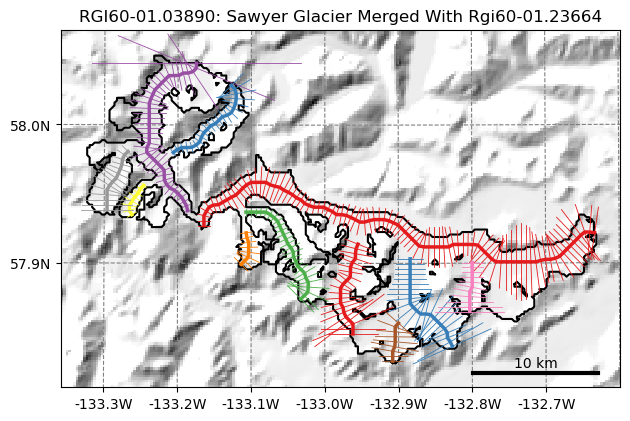 RGI60-01.03890: Sawyer Glacier Merged With Rgi60-01.23664
58.0N
57.9N
10 km
-133.3W -133.2W -133.1W -133.0W -132.9W -132.8W -132.7W